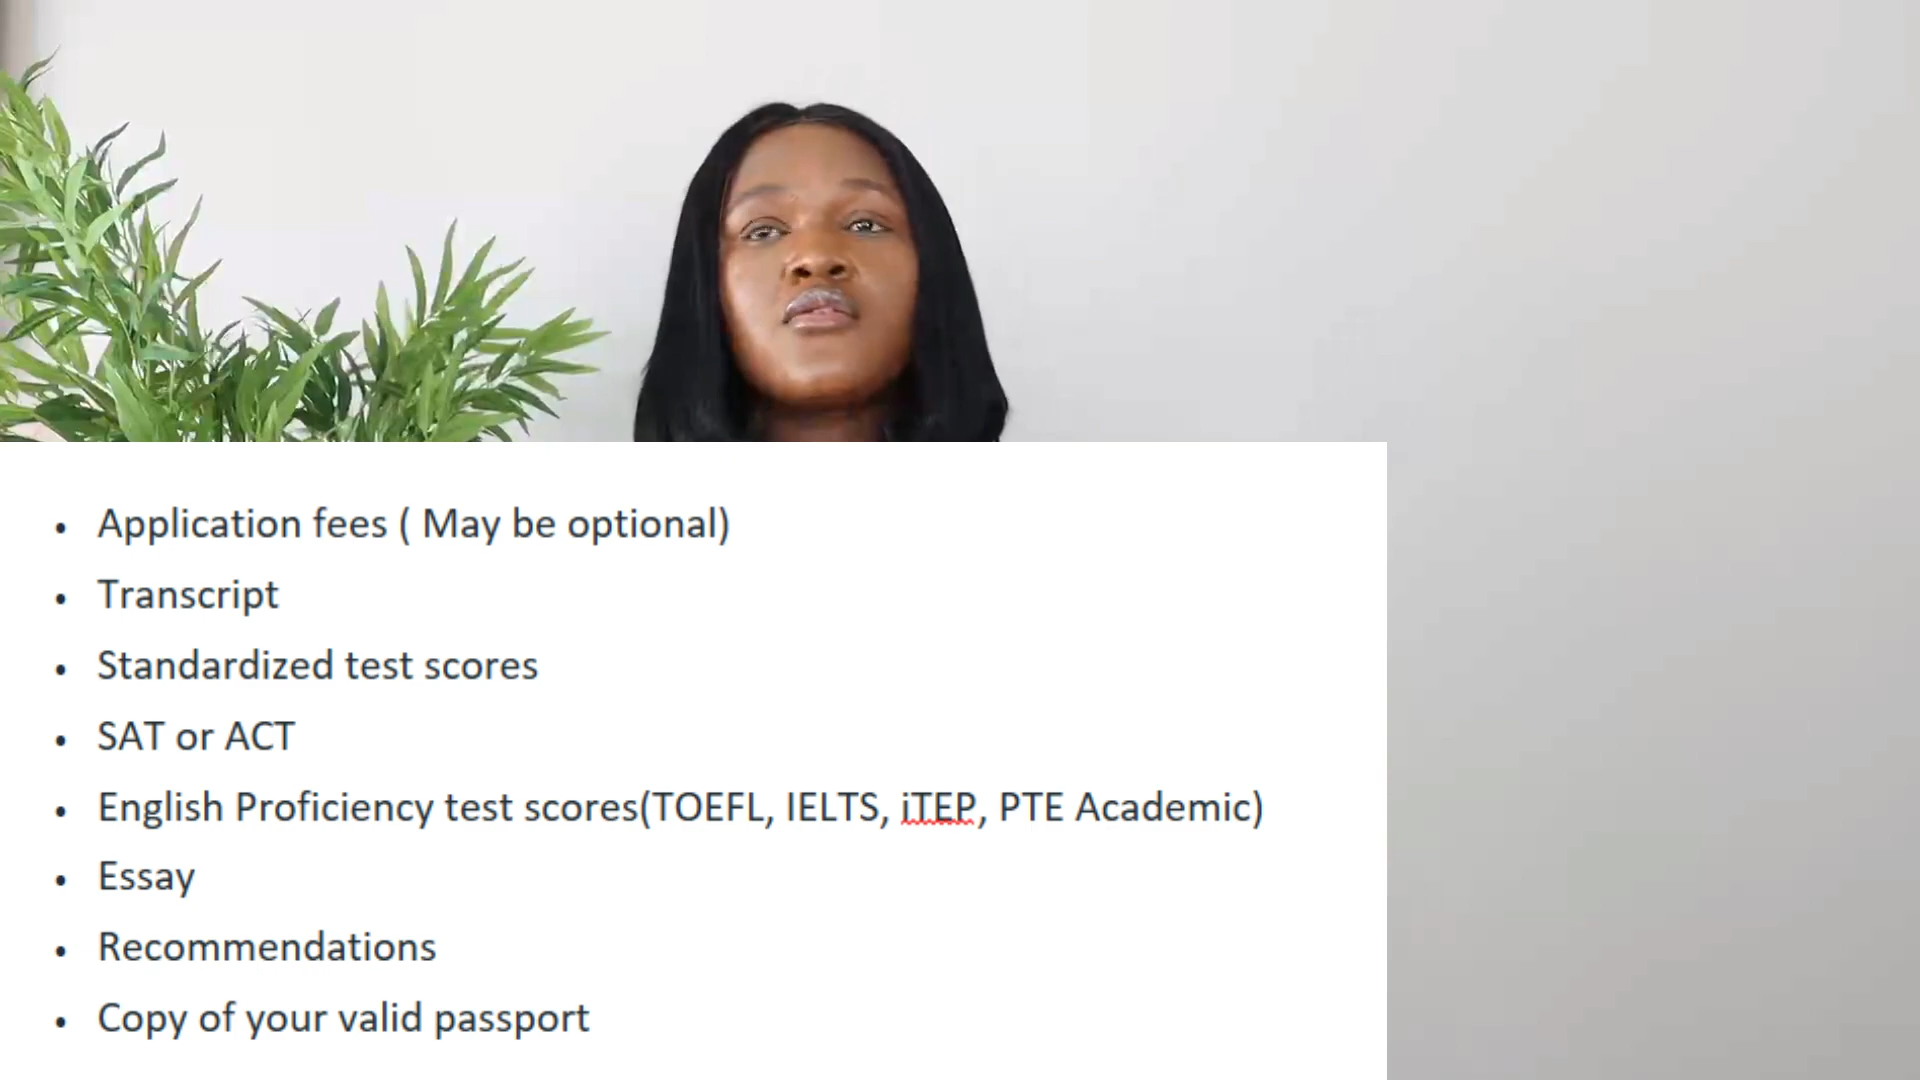 • Application fees ( May be optional)
• Transcript
• Standardized test scores
• SAT or ACT
• English Proficiency test scores(TOEFL, IELTS, iTEP, PTE Academic)
• Essay
• Recommendations
• Copy of your valid passport